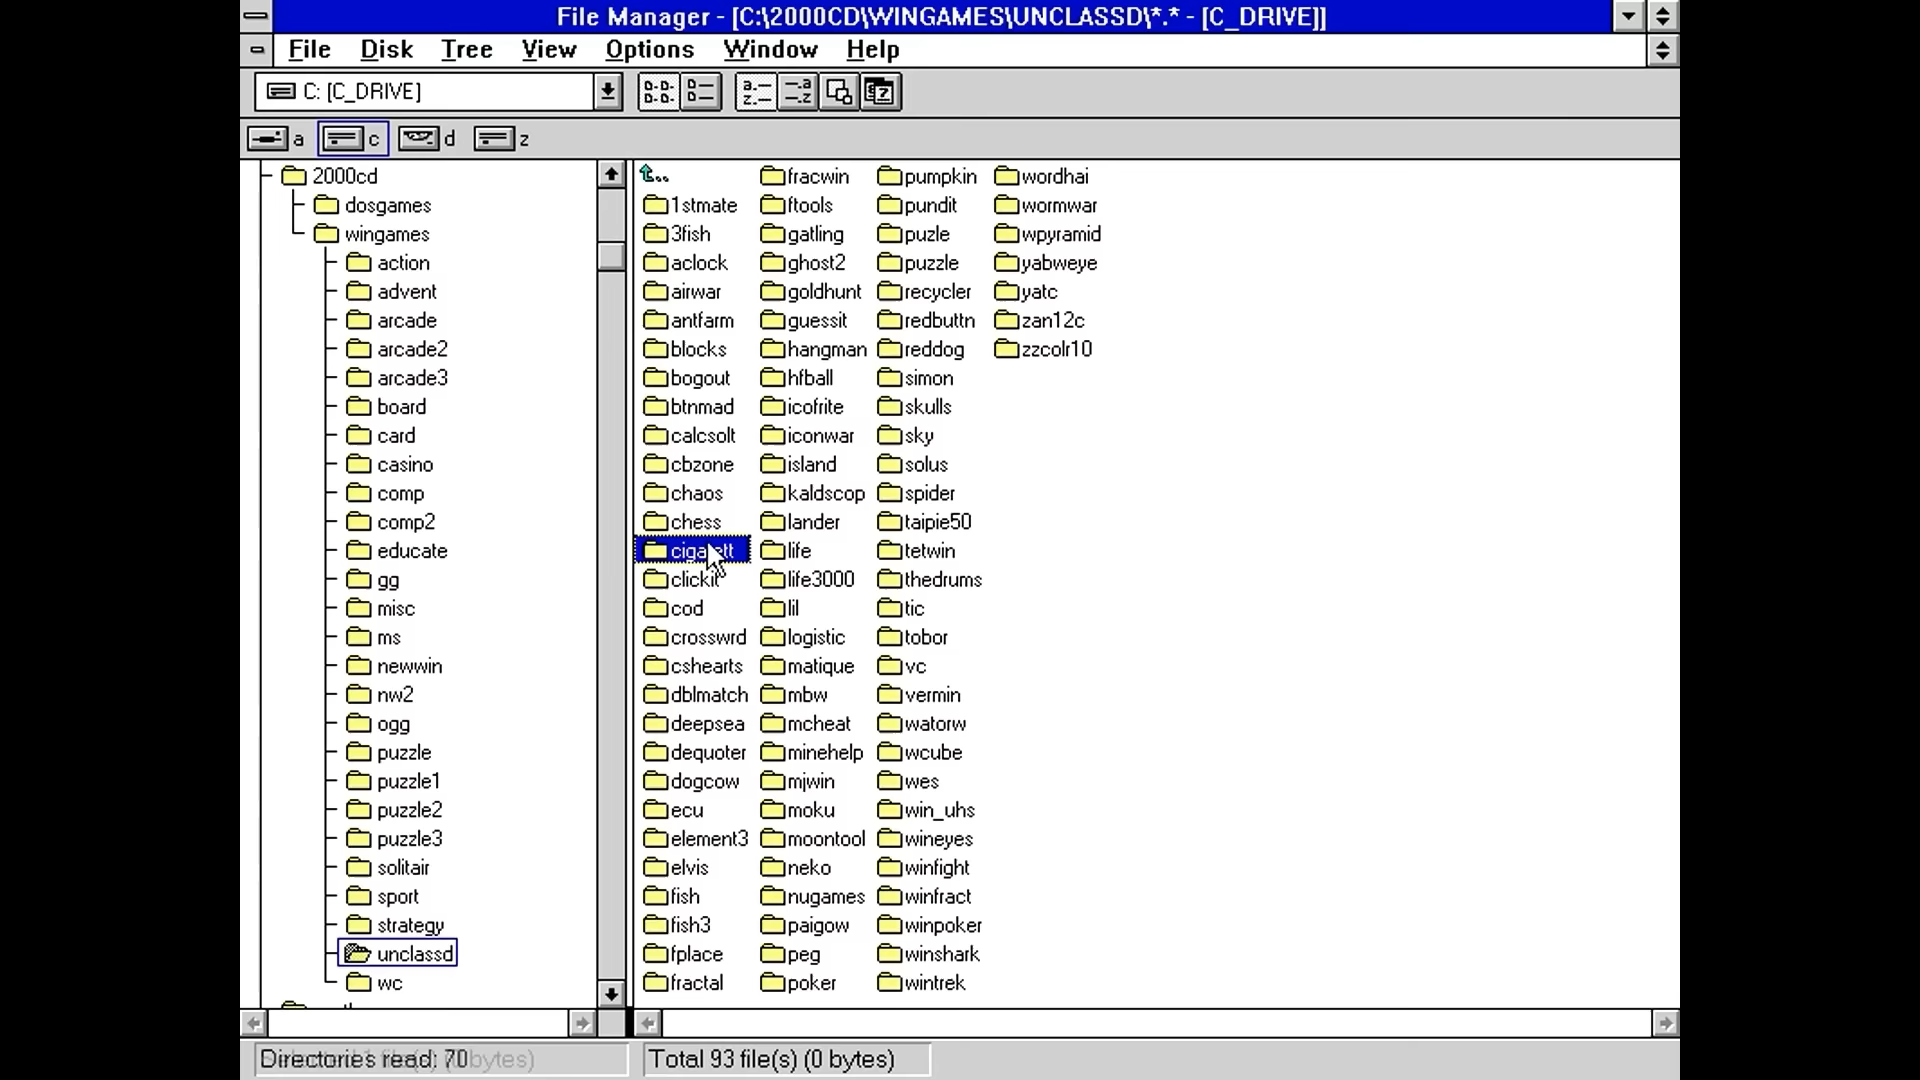 File Manager - [C:\2000CD\WINGAMES\UNCLASSD\*.* - [C_DRIVE]]
File Disk Tree View Options Window Help
C: [C_DRIVE]
a c d z
2000cd
dosgames
wingames
action
advent
arcade
arcade2
arcade3
board
card
casino
comp
comp2
educate
gg
misc
ms
newwin
nw2
ogg
puzzle
puzzle1
puzzle2
puzzle3
solitair
sport
strategy
unclassd
wc
..
1stmate
3fish
aclock
airwar
antfarm
blocks
bogout
btnmad
calcsolt
cbzone
chaos
chess
cigarett
clickit
cod
crosswrd
cshearts
dblmatch
deepsea
dequoter
dogcow
ecu
element3
elvis
fish
fish3
fplace
fractal
fracwin
ftools
gatling
ghost2
goldhunt
guessit
hangman
hfball
icofrite
iconwar
island
kaldscop
lander
life
life3000
lil
logistic
matique
mbw
mcheat
minehelp
mjwin
moku
moontool
neko
nugames
paigow
peg
poker
pumpkin
pundit
puzle
puzzle
recycler
redbuttn
reddog
simon
skulls
sky
solus
spider
taipie50
tetwin
thedrums
tic
tobor
vc
vermin
watorw
wcube
wes
win_uhs
wineyes
winfight
winfract
winpoker
winshark
wintrek
wordhai
wormwar
wpyramid
yabweye
yatc
zan12c
zzcolr10
Directories read: 70
Total 93 file(s) (0 bytes)